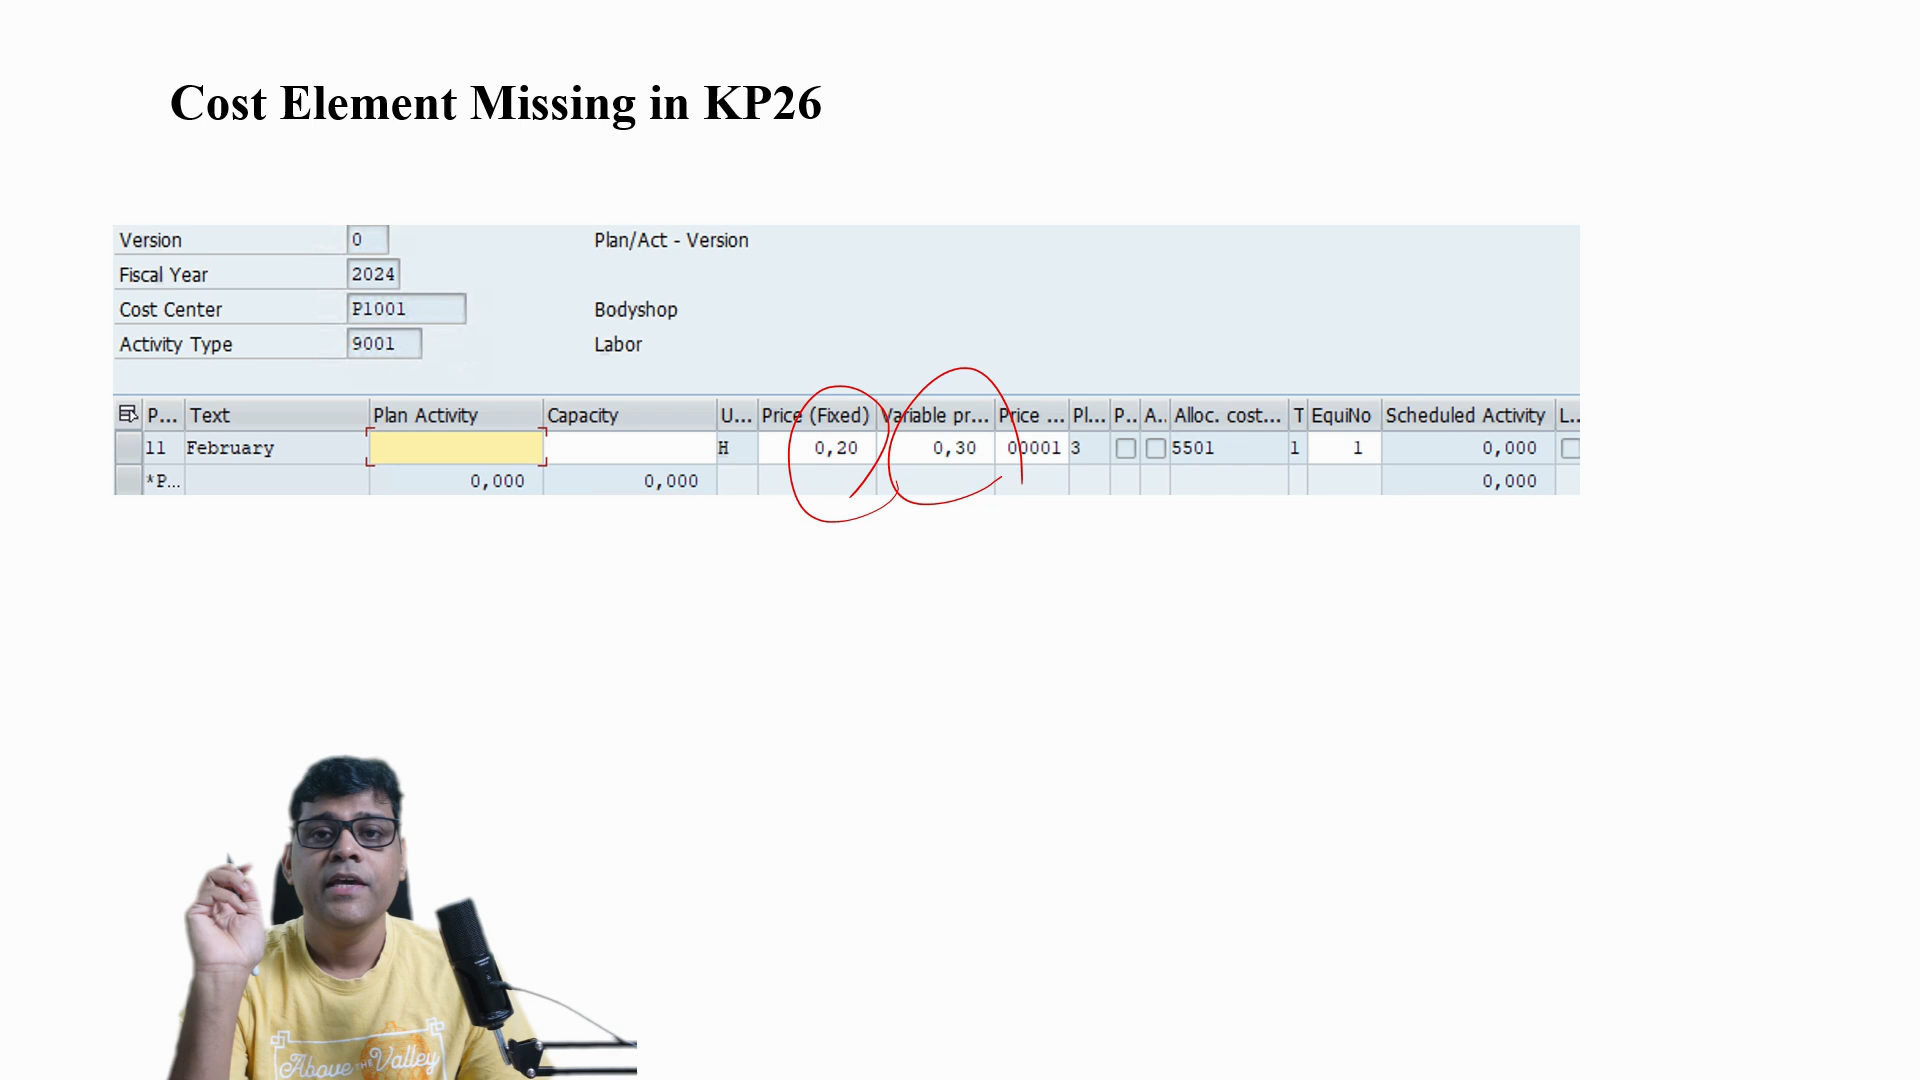 Cost Element Missing in KP26
Version 0 Plan/Act - Version
Fiscal Year 2024
Cost Center P1001 Bodyshop
Activity Type 9001 Labor
P... Text Plan Activity Capacity U... Price (Fixed) Variable pr... Price ... Pl... P.. A.. Alloc. cost... T EquiNo Scheduled Activity L..
11 February H 0,20 0,30 00001 3 5501 1 1 0,000
*P... 0,000 0,000 0,000
Above THE Valley